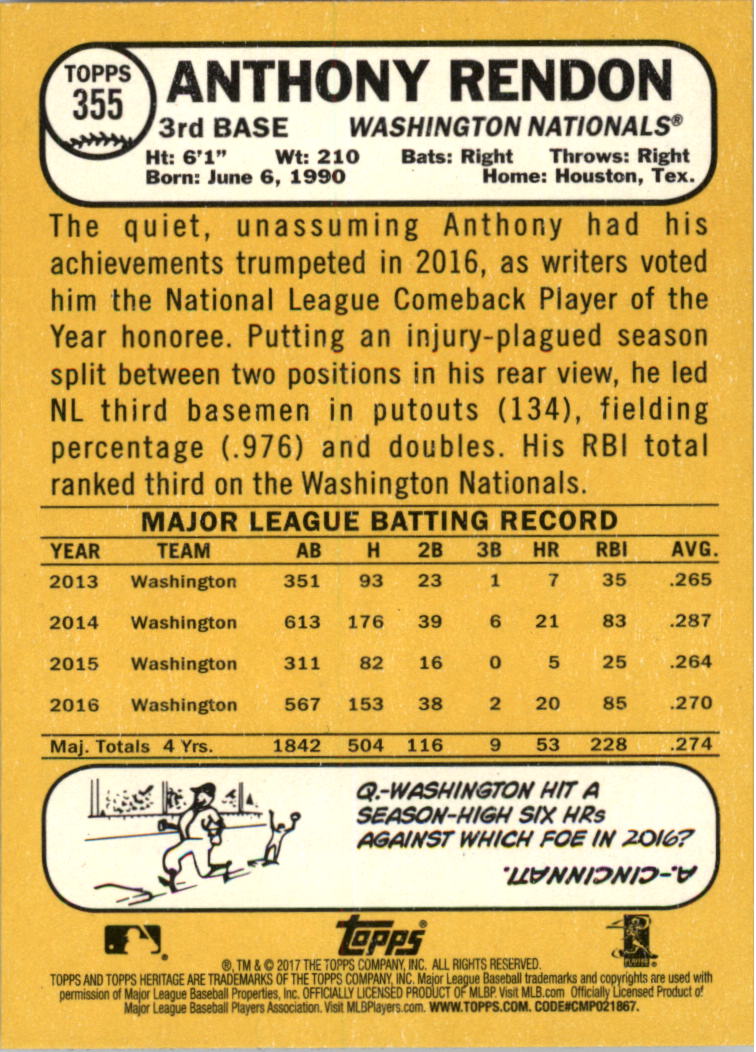 TOPPS
355
ANTHONY RENDON
3rd BASE WASHINGTON NATIONALS®
Ht: 6'1" Wt: 210 Bats: Right Throws: Right
Born: June 6, 1990 Home: Houston, Tex.
The quiet, unassuming Anthony had his
achievements trumpeted in 2016, as writers voted
him the National League Comeback Player of the
Year honoree. Putting an injury-plagued season
split between two positions in his rear view, he led
NL third basemen in putouts (134), fielding
percentage (.976) and doubles. His RBI total
ranked third on the Washington Nationals.
MAJOR LEAGUE BATTING RECORD
YEAR TEAM AB H 2B 3B HR RBI AVG.
2013 Washington 351 93 23 1 7 35 .265
2014 Washington 613 176 39 6 21 83 .287
2015 Washington 311 82 16 0 5 25 .264
2016 Washington 567 153 38 2 20 85 .270
Maj. Totals 4 Yrs. 1842 504 116 9 53 228 .274
Q.-WASHINGTON HIT A
SEASON-HIGH SIX HRs
AGAINST WHICH FOE IN 2016?
A.-CINCINNATI.
Topps®
®, TM & © 2017 THE TOPPS COMPANY, INC. ALL RIGHTS RESERVED.
TOPPS AND TOPPS HERITAGE ARE TRADEMARKS OF THE TOPPS COMPANY, INC. Major League Baseball trademarks and copyrights are used with
permission of Major League Baseball Properties, Inc. OFFICIALLY LICENSED PRODUCT OF MLBP. Visit MLB.com Officially Licensed Product of
Major League Baseball Players Association. Visit MLBPlayers.com. WWW.TOPPS.COM. CODE#CMP021867.